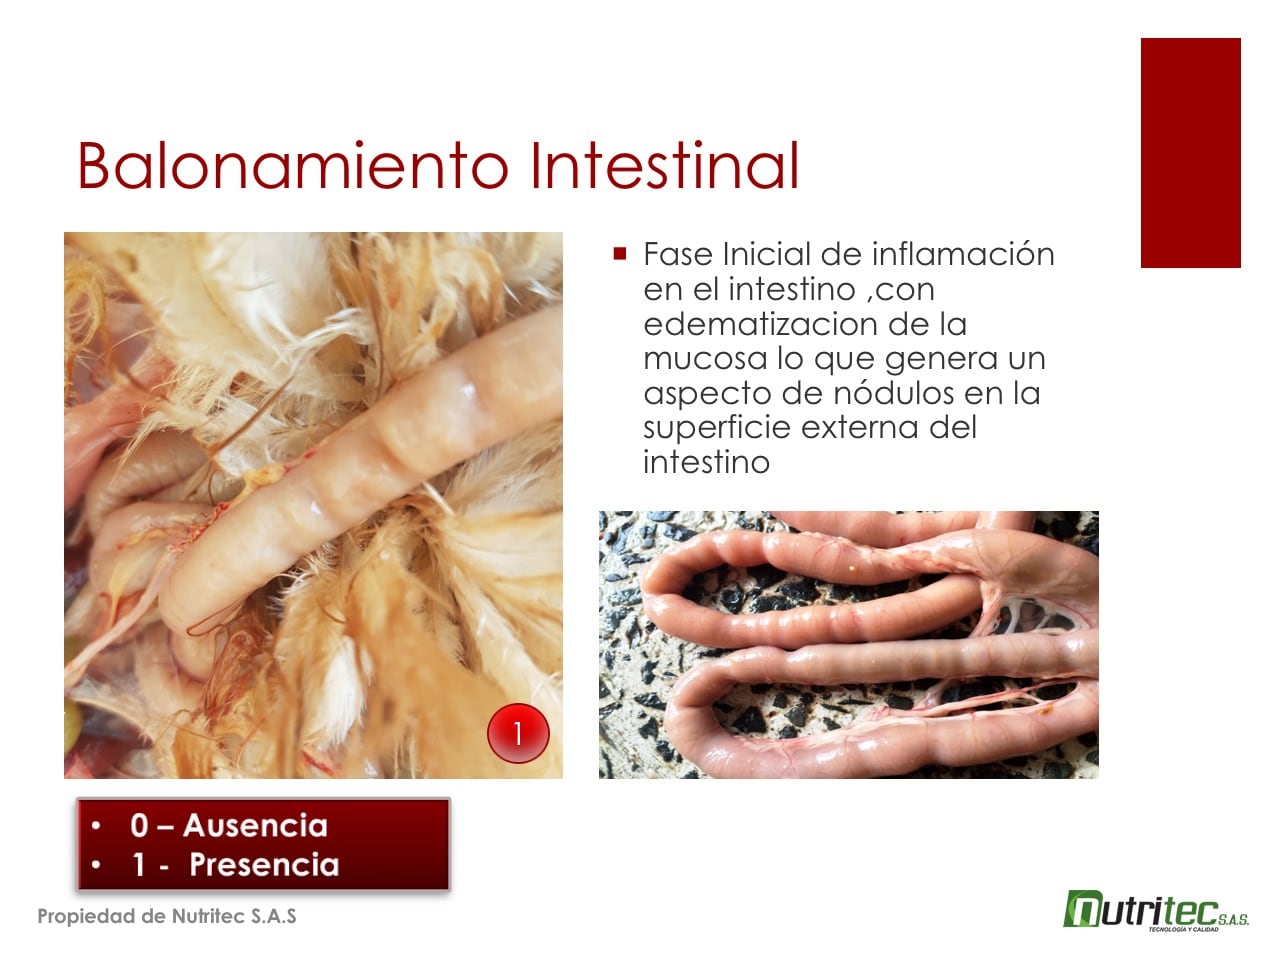 Balonamiento Intestinal
▪ Fase Inicial de inflamación
en el intestino ,con
edematizacion de la
mucosa lo que genera un
aspecto de nódulos en la
superficie externa del
intestino
1
• 0 – Ausencia
• 1 - Presencia
Propiedad de Nutritec S.A.S
nutritec S.A.S.
TECNOLOGÍA Y CALIDAD